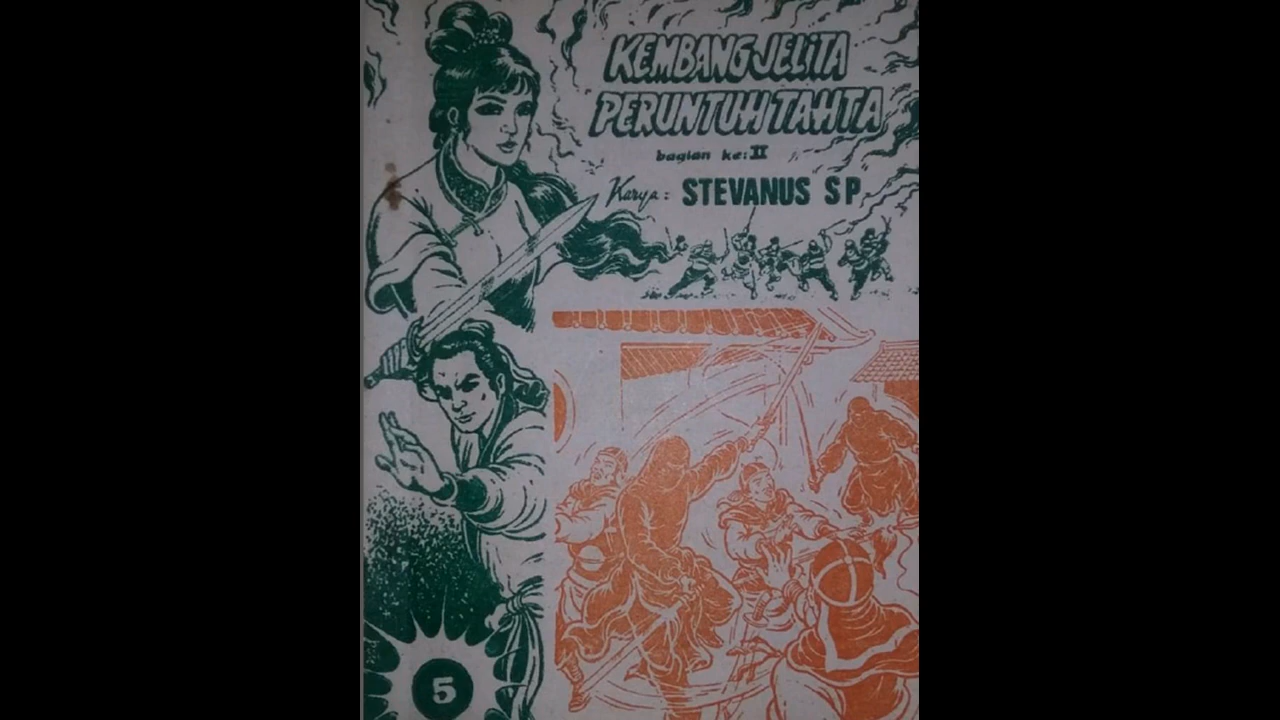 KEMBANG JELITA
PERUNTUH TAHTA
bagian ke: II
Karya: STEVANUS S P
5